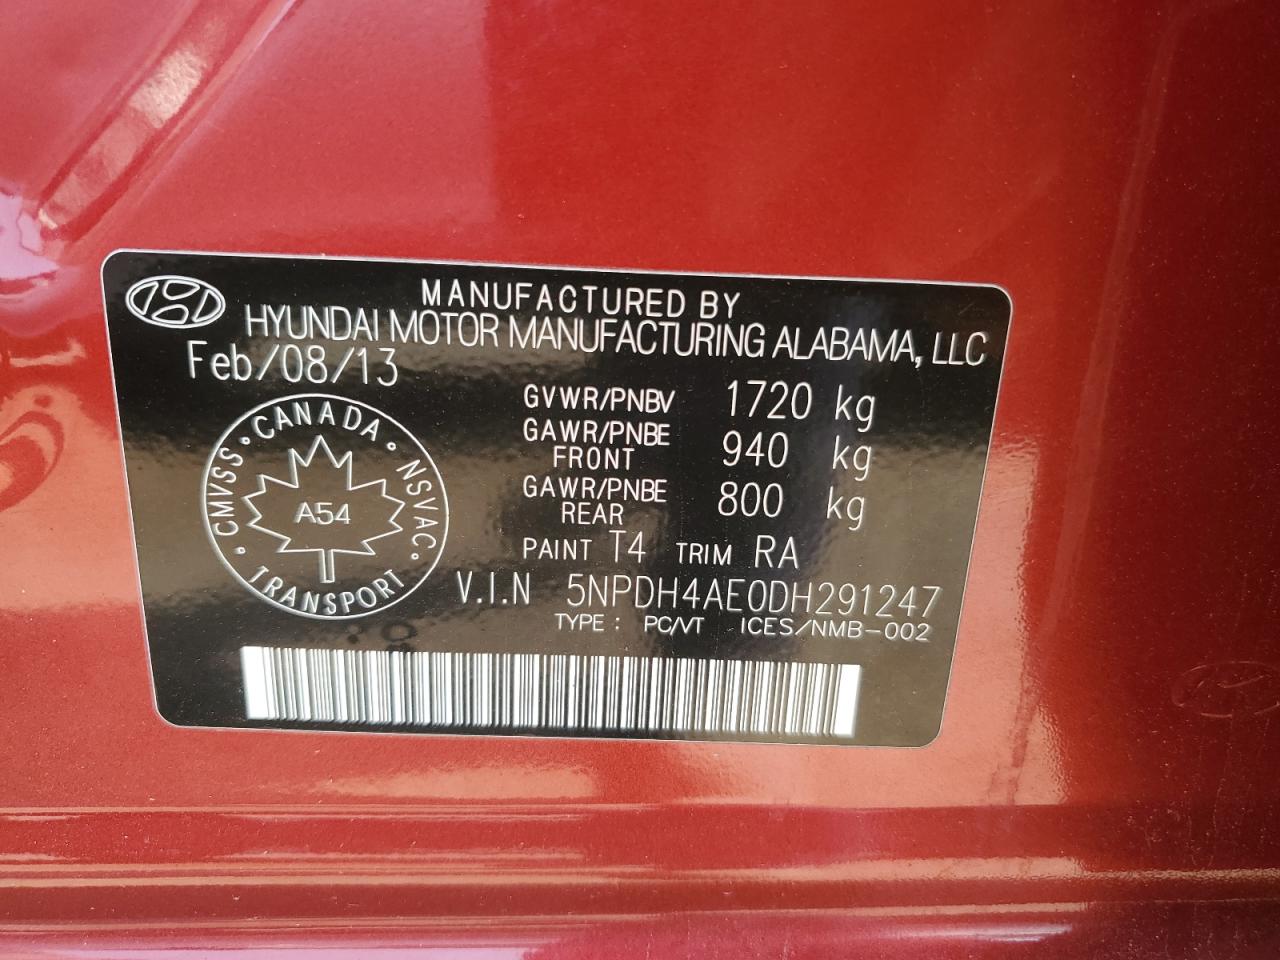 MANUFACTURED BY
HYUNDAI MOTOR MANUFACTURING ALABAMA, LLC
Feb/08/13
GVWR/PNBV 1720 kg
GAWR/PNBE FRONT 940 kg
GAWR/PNBE REAR 800 kg
PAINT T4 TRIM RA
V.I.N 5NPDH4AE0DH291247
TYPE : PC/VT ICES/NMB-002
CANADA · NSVAC · TRANSPORT · CMVSS ·
A54